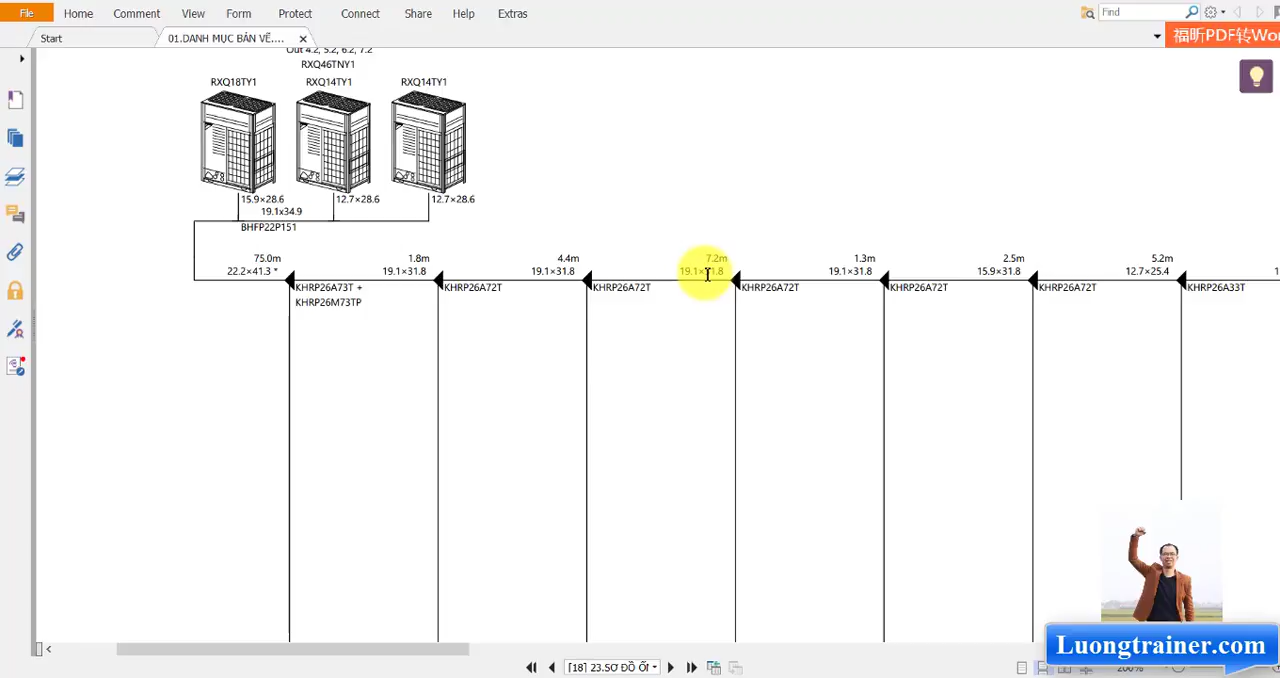 File Home Comment View Form Protect Connect Share Help Extras Find
Start 01.DANH MỤC BẢN VẼ....
福昕PDF转Wor
Out 4.2, 5.2, 6.2, 7.2
RXQ46TNY1
RXQ18TY1 RXQ14TY1 RXQ14TY1
15.9×28.6 12.7×28.6 12.7×28.6
19.1x34.9
BHFP22P151
75.0m 1.8m 4.4m 7.2m 1.3m 2.5m 5.2m
22.2×41.3 * 19.1×31.8 19.1×31.8 19.1×31.8 19.1×31.8 15.9×31.8 12.7×25.4 1
KHRP26A73T + KHRP26A72T KHRP26A72T KHRP26A72T KHRP26A72T KHRP26A72T KHRP26A33T
KHRP26M73TP
Luongtrainer.com
[18] 23.SƠ ĐỒ ỐI
200%